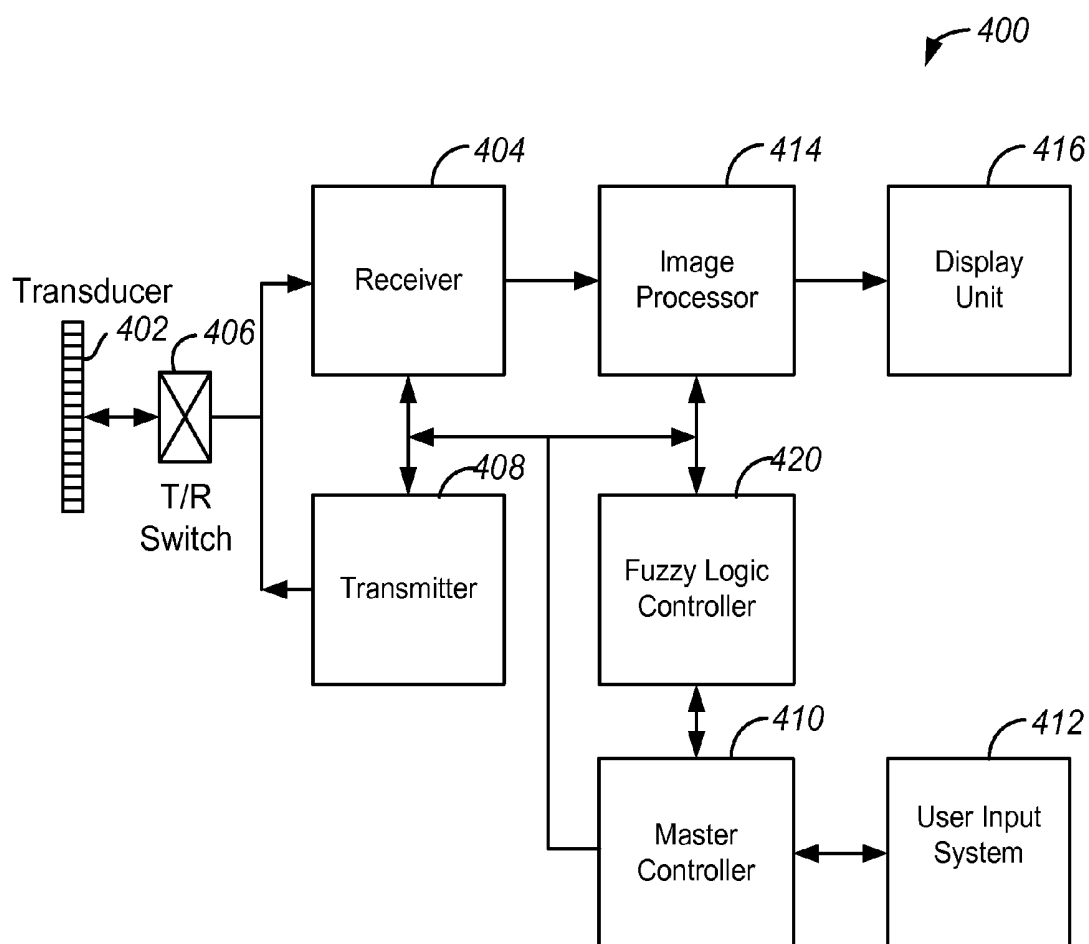 400
404
414
416
Receiver
Image
Processor
Display
Unit
Transducer
402
406
T/R
Switch
408
420
Transmitter
Fuzzy Logic
Controller
410
412
Master
Controller
User Input
System